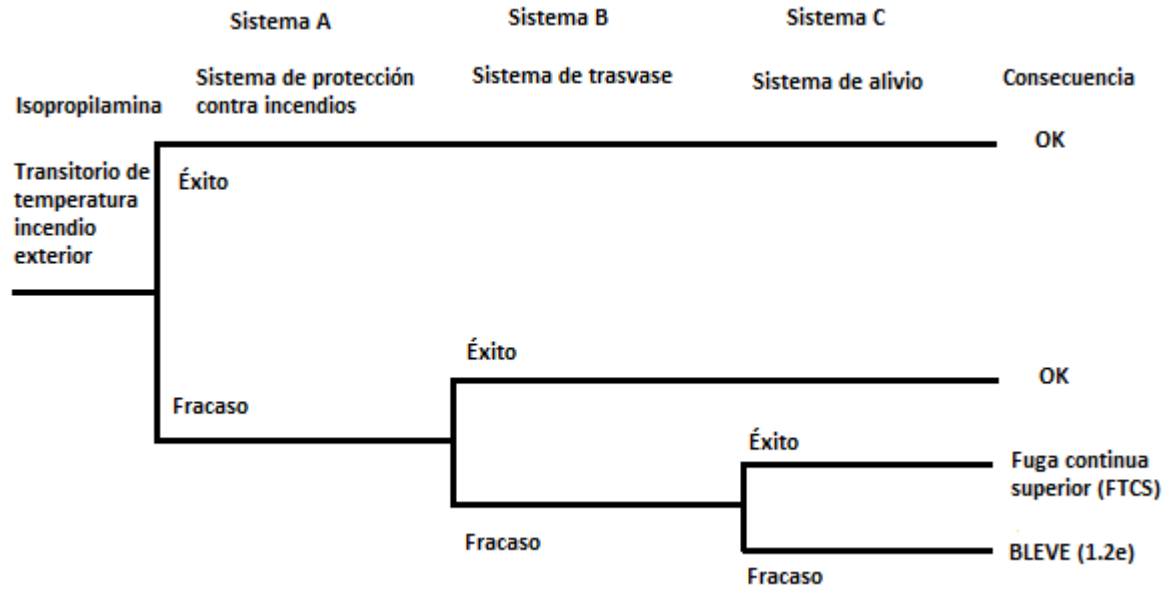 Sistema A
Sistema B
Sistema C
Isopropilamina
Sistema de protección
contra incendios
Sistema de trasvase
Sistema de alivio
Consecuencia
OK
Transitorio de
temperatura
incendio
exterior
Éxito
Éxito
OK
Fracaso
Éxito
Fuga continua
superior (FTCS)
Fracaso
BLEVE (1.2e)
Fracaso